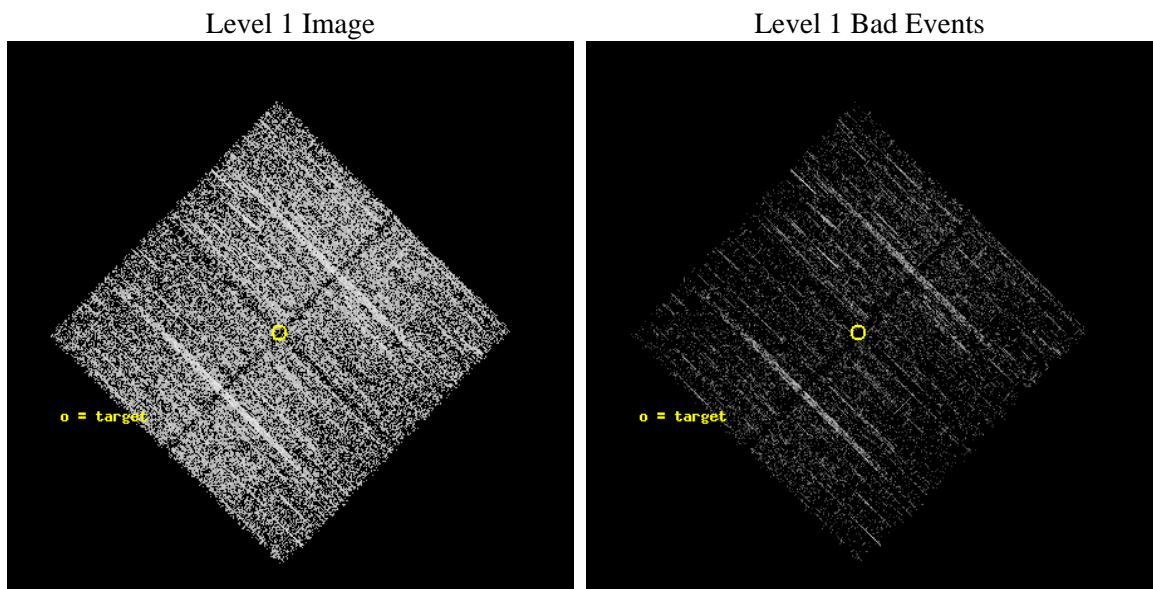 Level 1 Image
Level 1 Bad Events
o = target
o = target